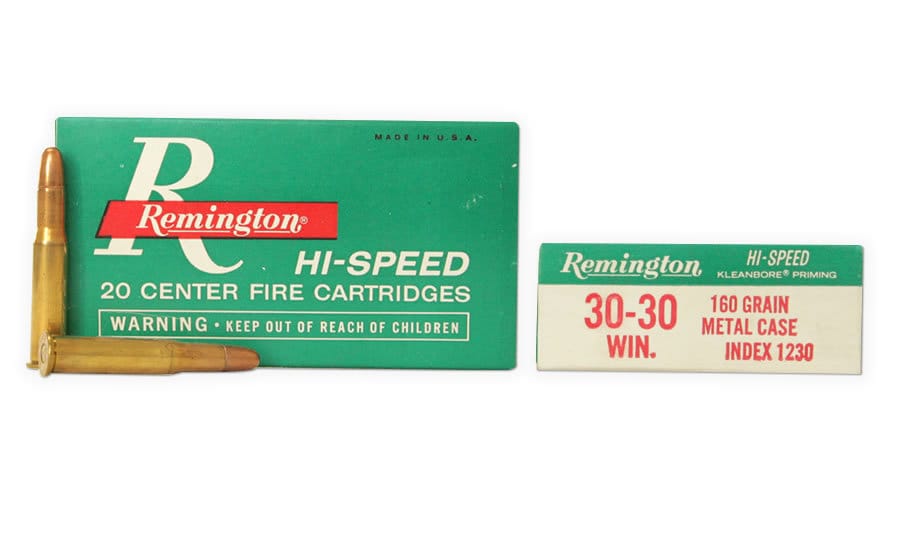 MADE IN U.S.A.
R
Remington®
HI-SPEED
20 CENTER FIRE CARTRIDGES
WARNING • KEEP OUT OF REACH OF CHILDREN
Remington HI-SPEED
KLEANBORE® PRIMING
30-30 WIN.
160 GRAIN
METAL CASE
INDEX 1230